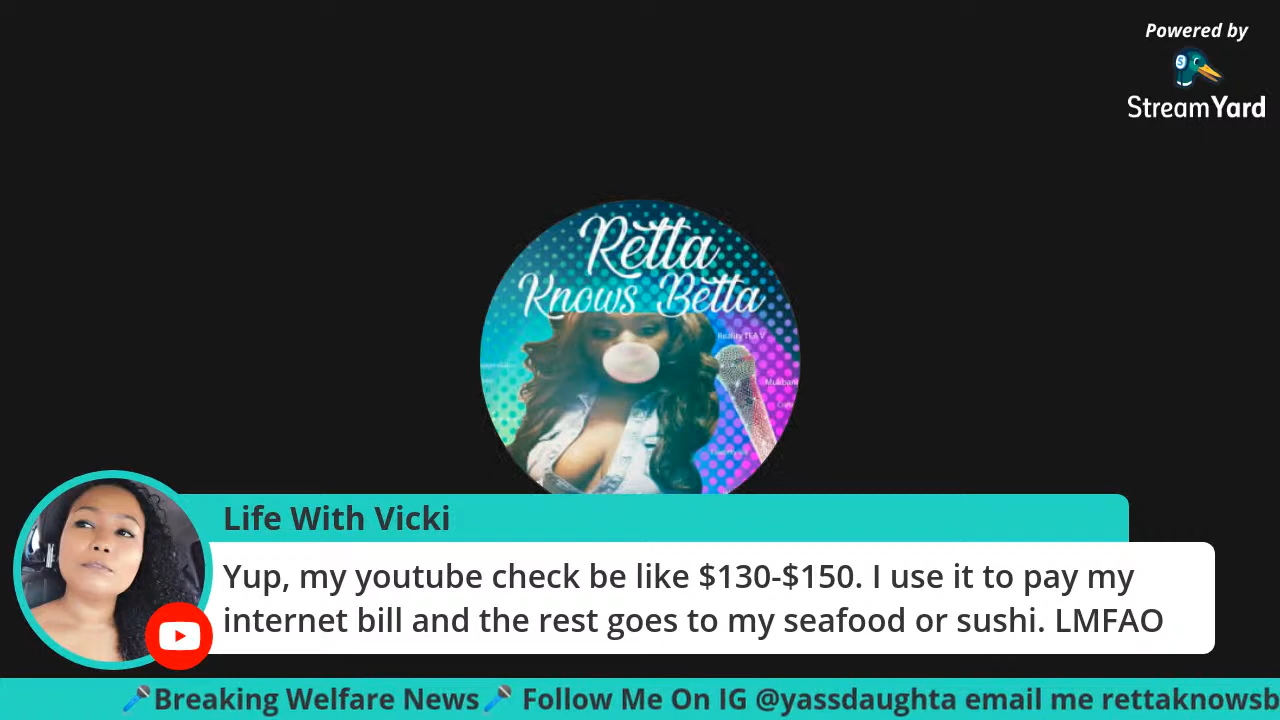 Powered by
StreamYard
Retta
Knows Betta
Life With Vicki
Yup, my youtube check be like $130-$150. I use it to pay my
internet bill and the rest goes to my seafood or sushi. LMFAO
🎤Breaking Welfare News🎤 Follow Me On IG @yassdaughta email me rettaknowsb